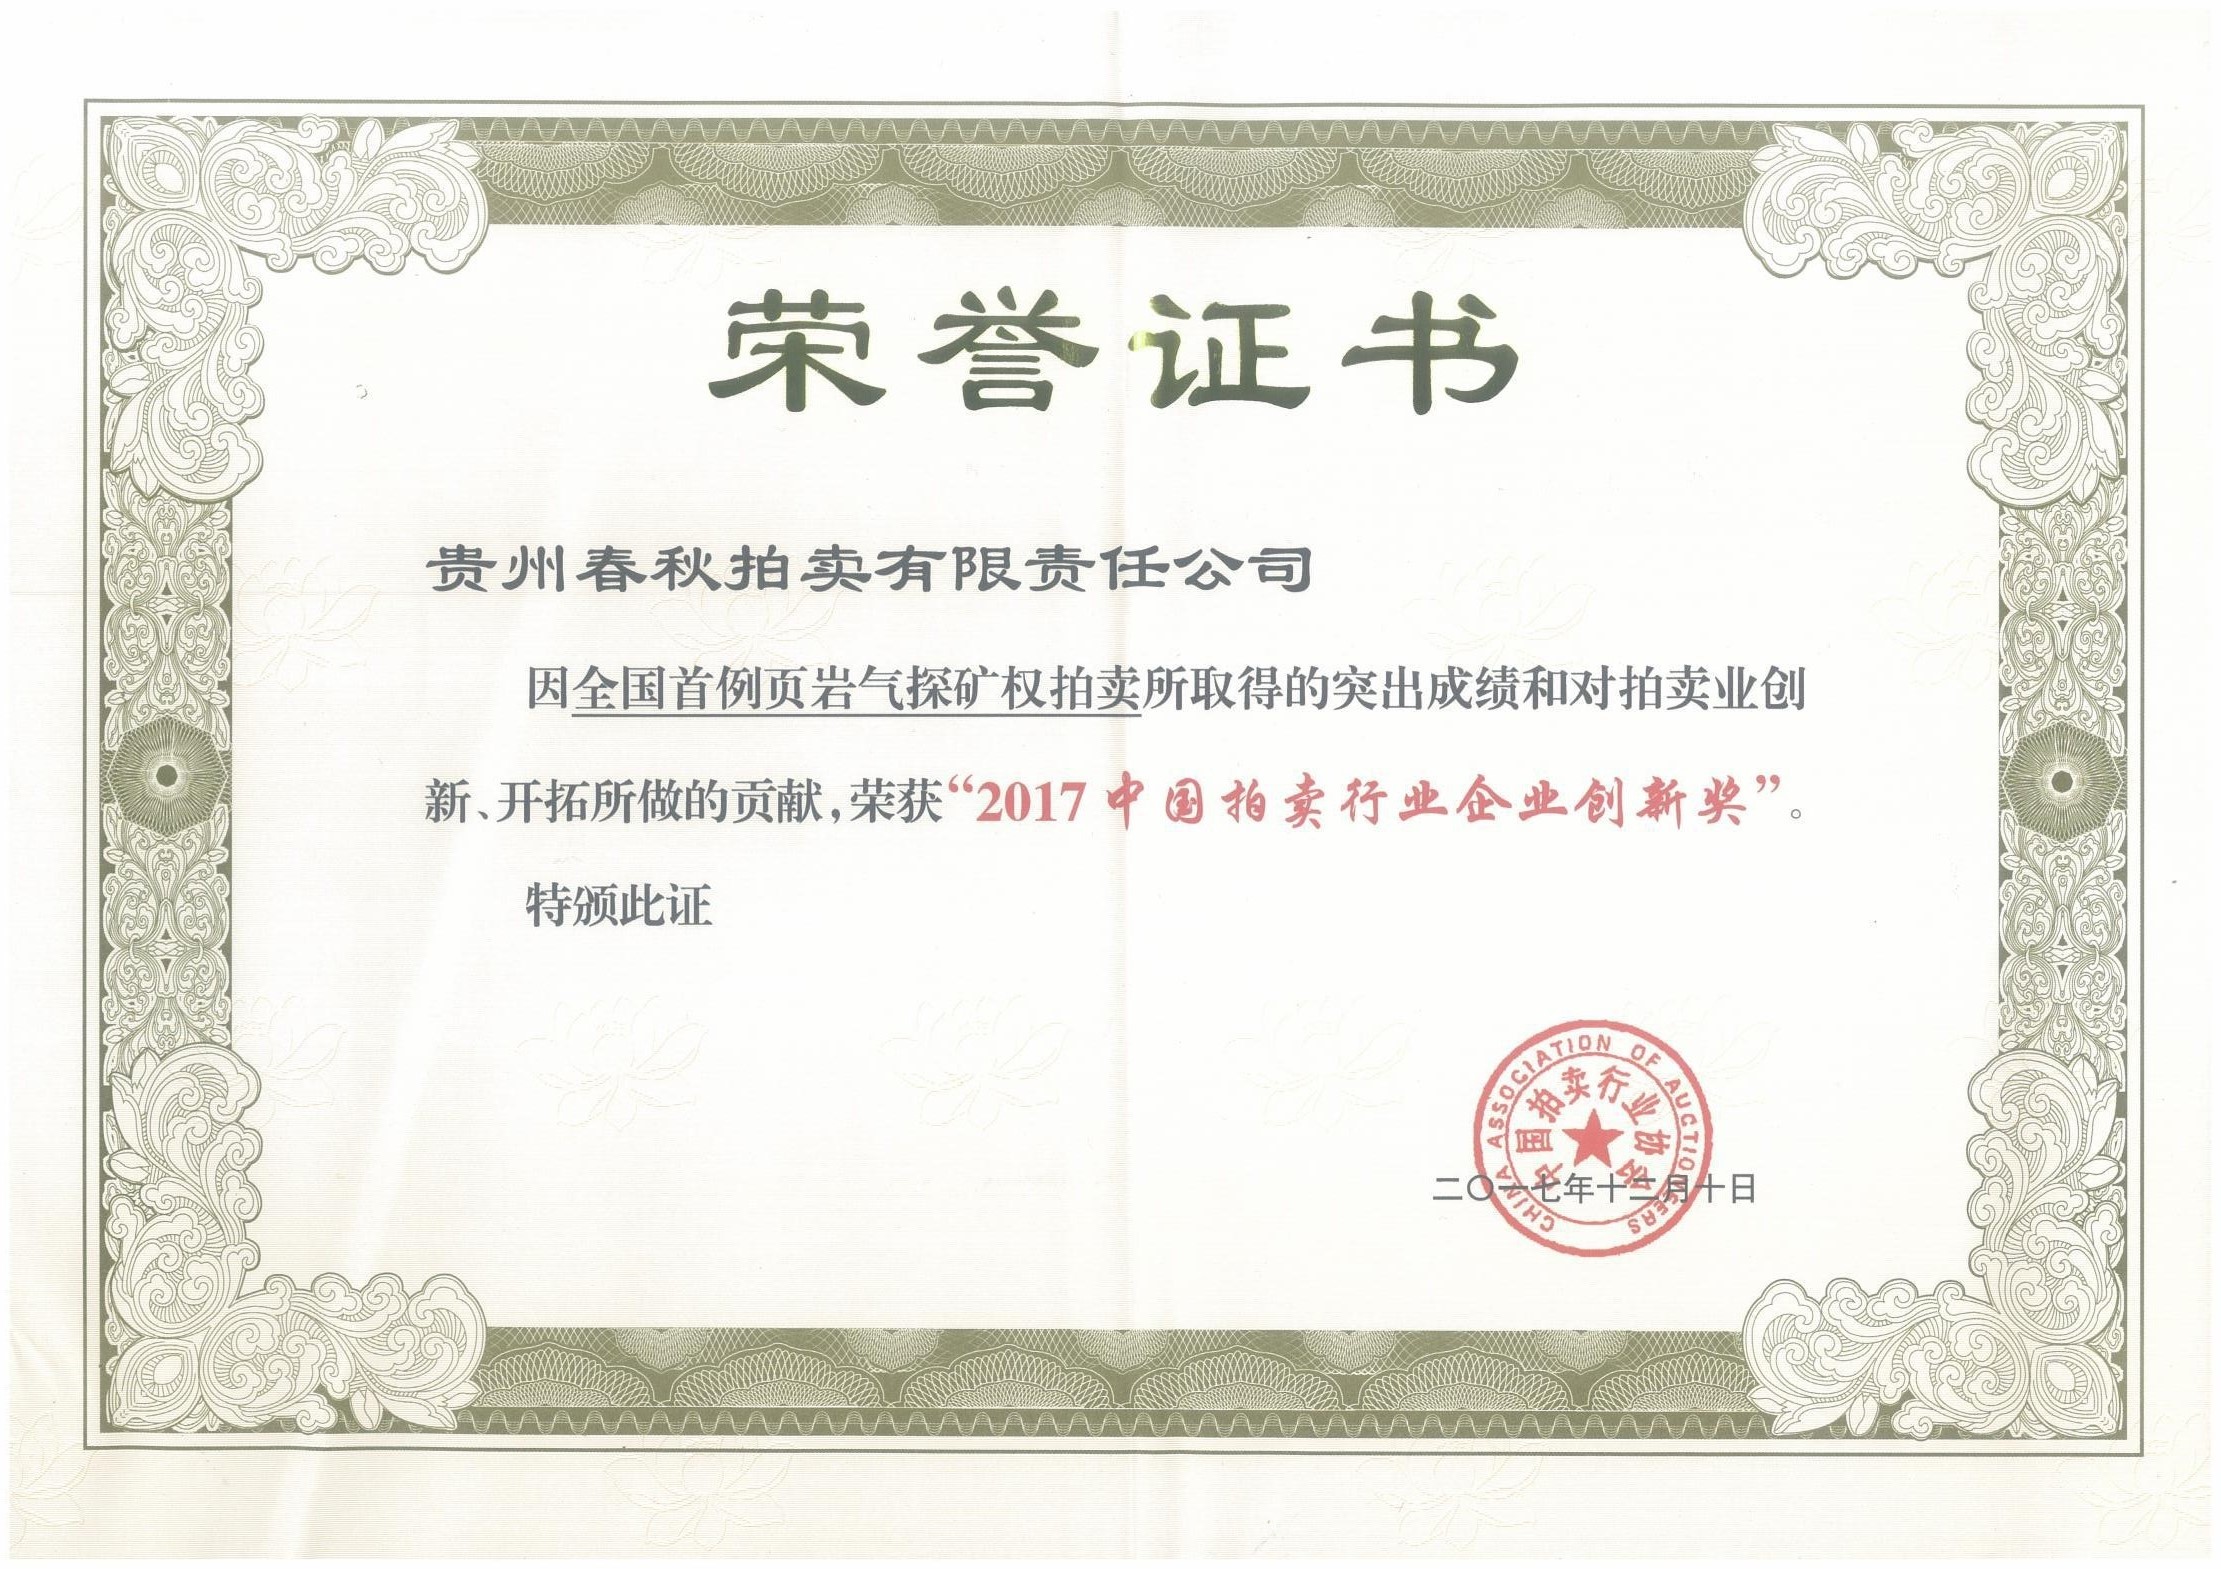 荣誉证书
贵州春秋拍卖有限责任公司
因全国首例页岩气探矿权拍卖所取得的突出成绩和对拍卖业创
新、开拓所做的贡献,荣获“2017中国拍卖行业企业创新奖”。
特颁此证
CHINA ASSOCIATION OF AUCTIONEERS
中国拍卖行业协会
二〇一七年十二月十日